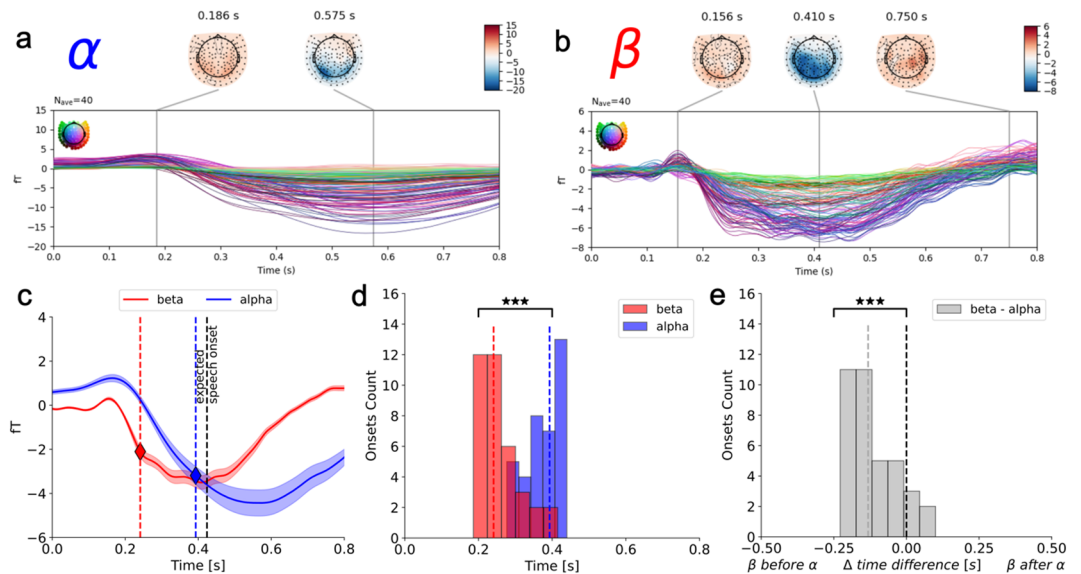 a
α
0.186 s
0.575 s
15
10
5
0
−5
−10
−15
−20
Nave=40
15
10
5
0
−5
−10
−15
−20
fT
0.0 0.1 0.2 0.3 0.4 0.5 0.6 0.7 0.8
Time (s)
b
β
0.156 s
0.410 s
0.750 s
6
4
2
0
−2
−4
−6
−8
Nave=40
6
4
2
0
−2
−4
−6
−8
fT
0.0 0.1 0.2 0.3 0.4 0.5 0.6 0.7 0.8
Time (s)
c
beta
alpha
4
2
0
−2
−4
−6
fT
expected
speech onset
0.0 0.2 0.4 0.6 0.8
Time [s]
d
★★★
beta
alpha
16
14
12
10
8
6
4
2
0
Onsets Count
0.0 0.2 0.4 0.6 0.8
Time [s]
e
★★★
beta - alpha
16
14
12
10
8
6
4
2
0
Onsets Count
−0.50 −0.25 0.00 0.25 0.50
β before α Δ time difference [s] β after α